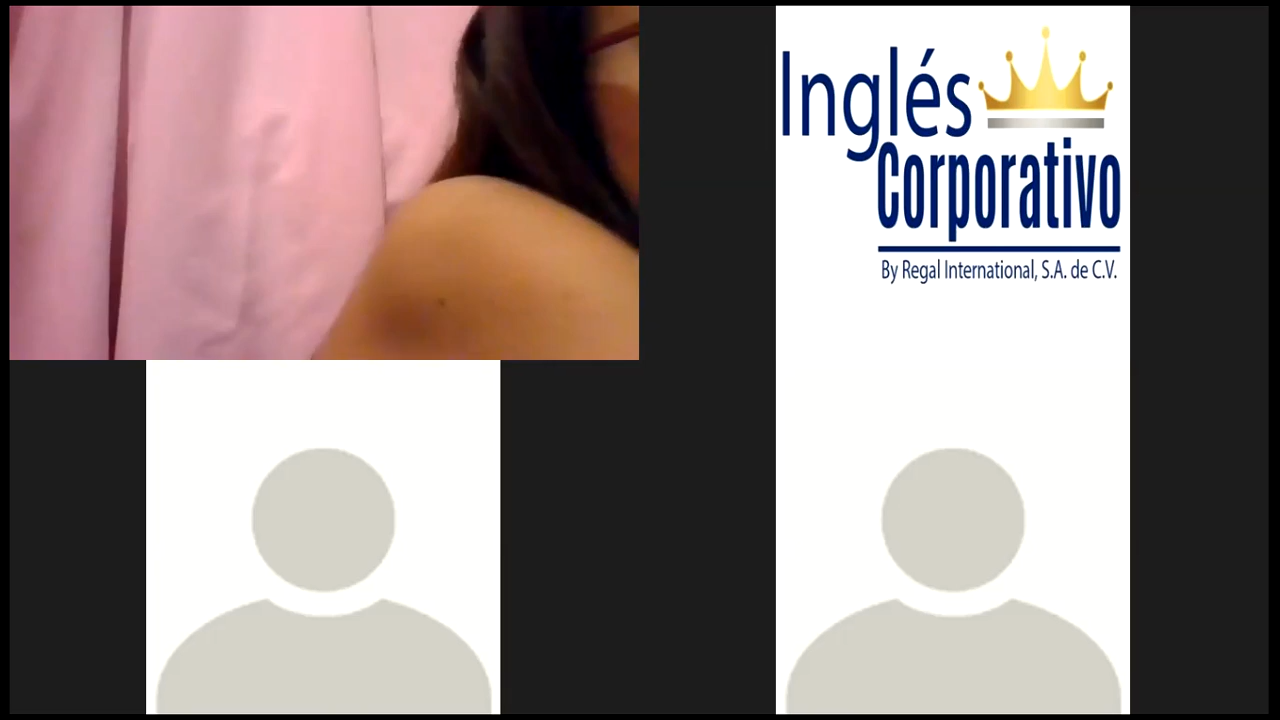 Inglés
Corporativo
By Regal International, S.A. de C.V.